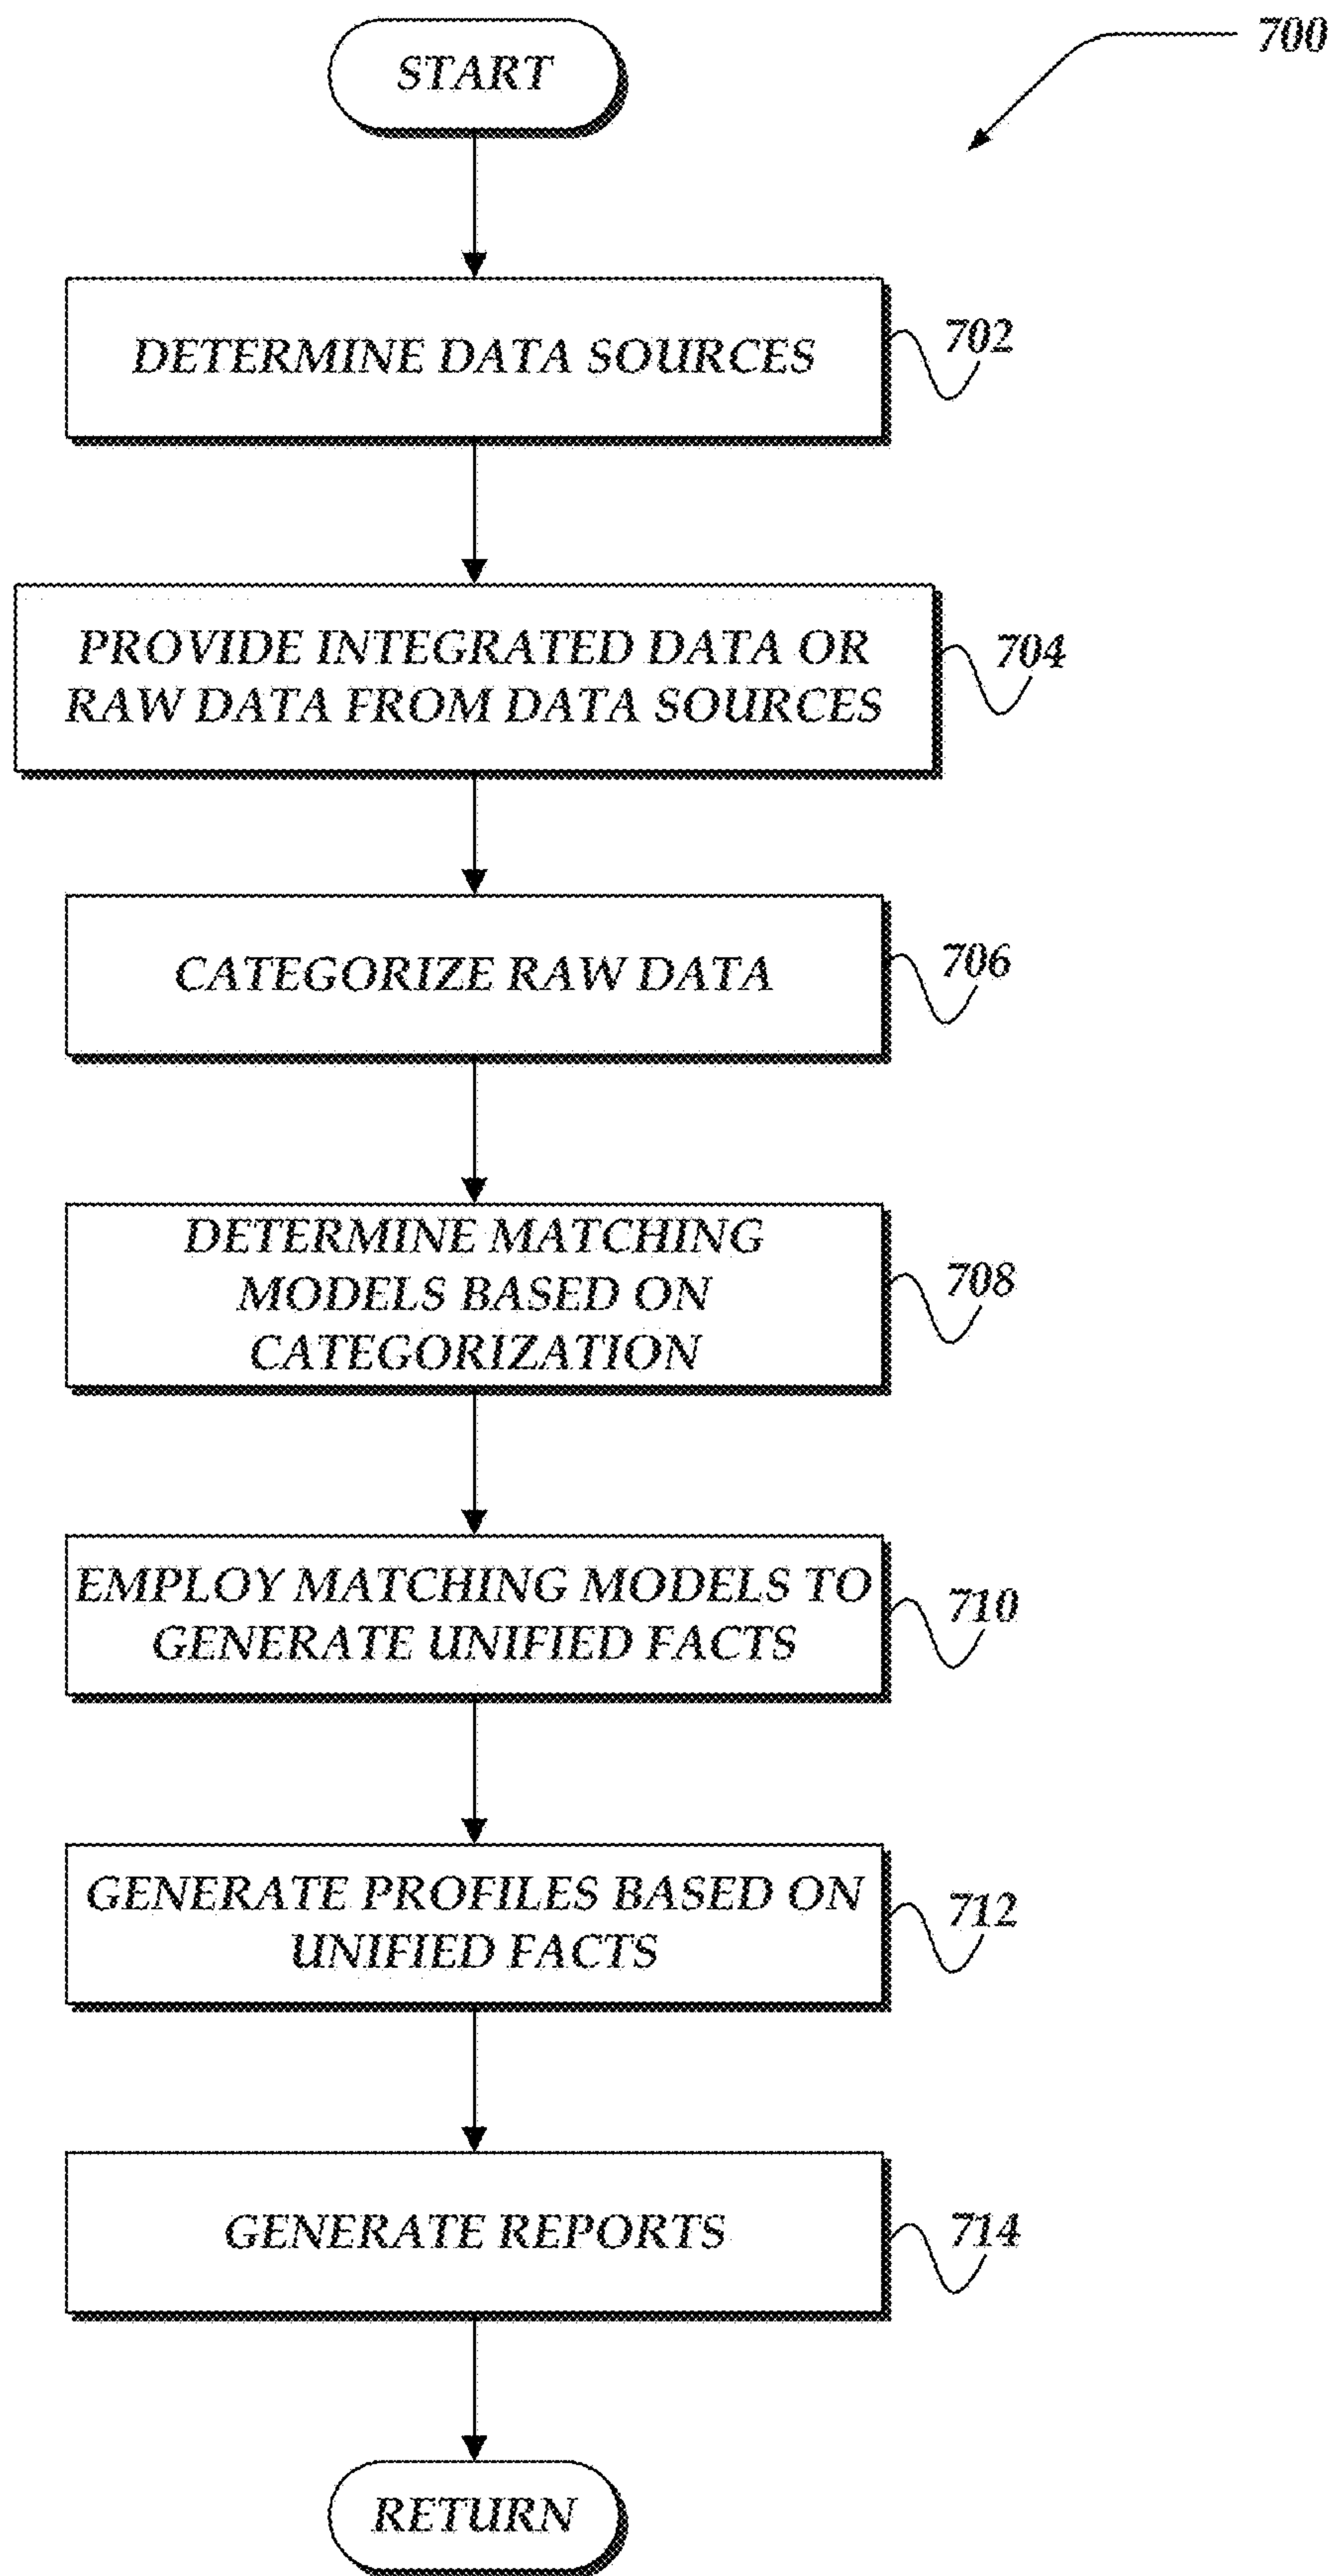 START
700
DETERMINE DATA SOURCES
702
PROVIDE INTEGRATED DATA OR
RAW DATA FROM DATA SOURCES
704
CATEGORIZE RAW DATA
706
DETERMINE MATCHING
MODELS BASED ON
CATEGORIZATION
708
EMPLOY MATCHING MODELS TO
GENERATE UNIFIED FACTS
710
GENERATE PROFILES BASED ON
UNIFIED FACTS
712
GENERATE REPORTS
714
RETURN